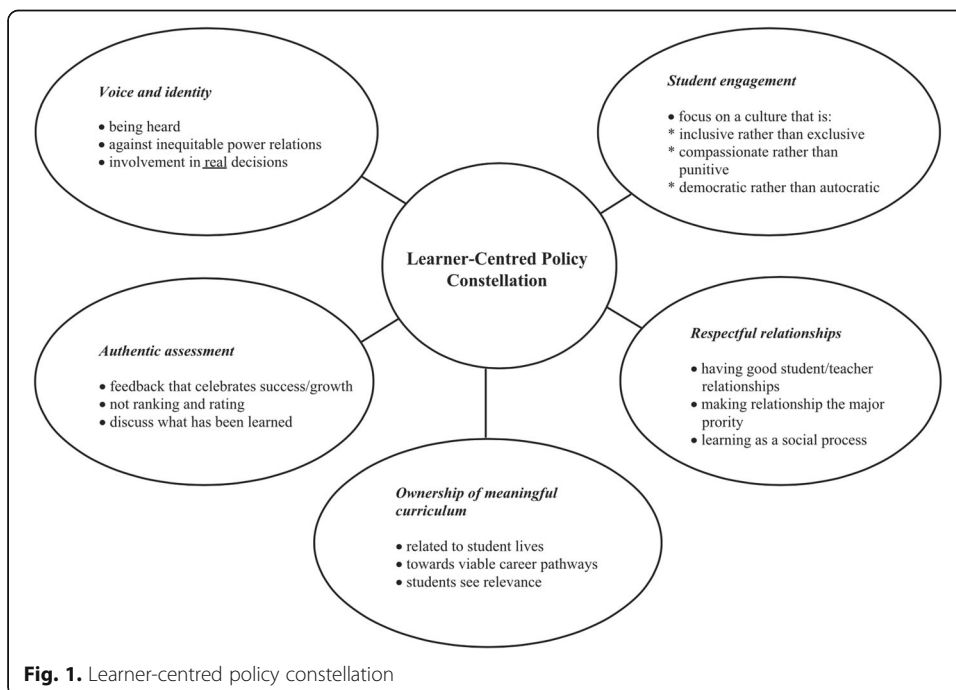 Voice and identity
• being heard
• against inequitable power relations
• involvement in real decisions
Student engagement
• focus on a culture that is:
* inclusive rather than exclusive
* compassionate rather than
punitive
* democratic rather than autocratic
Learner-Centred Policy
Constellation
Authentic assessment
• feedback that celebrates success/growth
• not ranking and rating
• discuss what has been learned
Respectful relationships
• having good student/teacher
relationships
• making relationship the major
prority
• learning as a social process
Ownership of meaningful
curriculum
• related to student lives
• towards viable career pathways
• students see relevance
Fig. 1. Learner-centred policy constellation